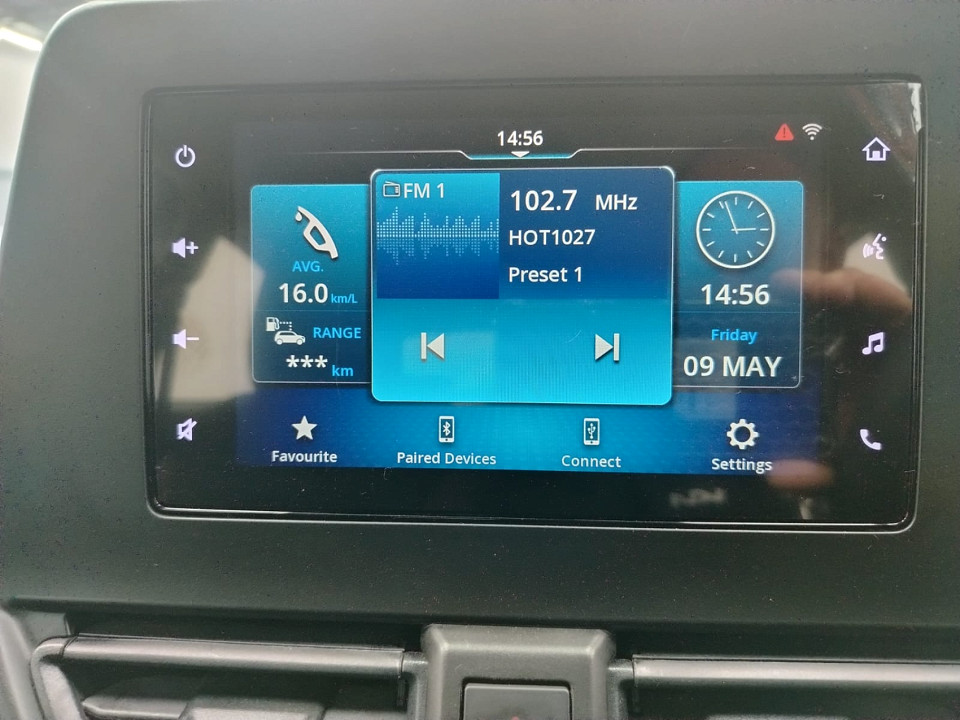 14:56
FM 1
102.7 MHz
HOT1027
Preset 1
AVG.
16.0 km/L
RANGE
*** km
14:56
Friday
09 MAY
Favourite
Paired Devices
Connect
Settings